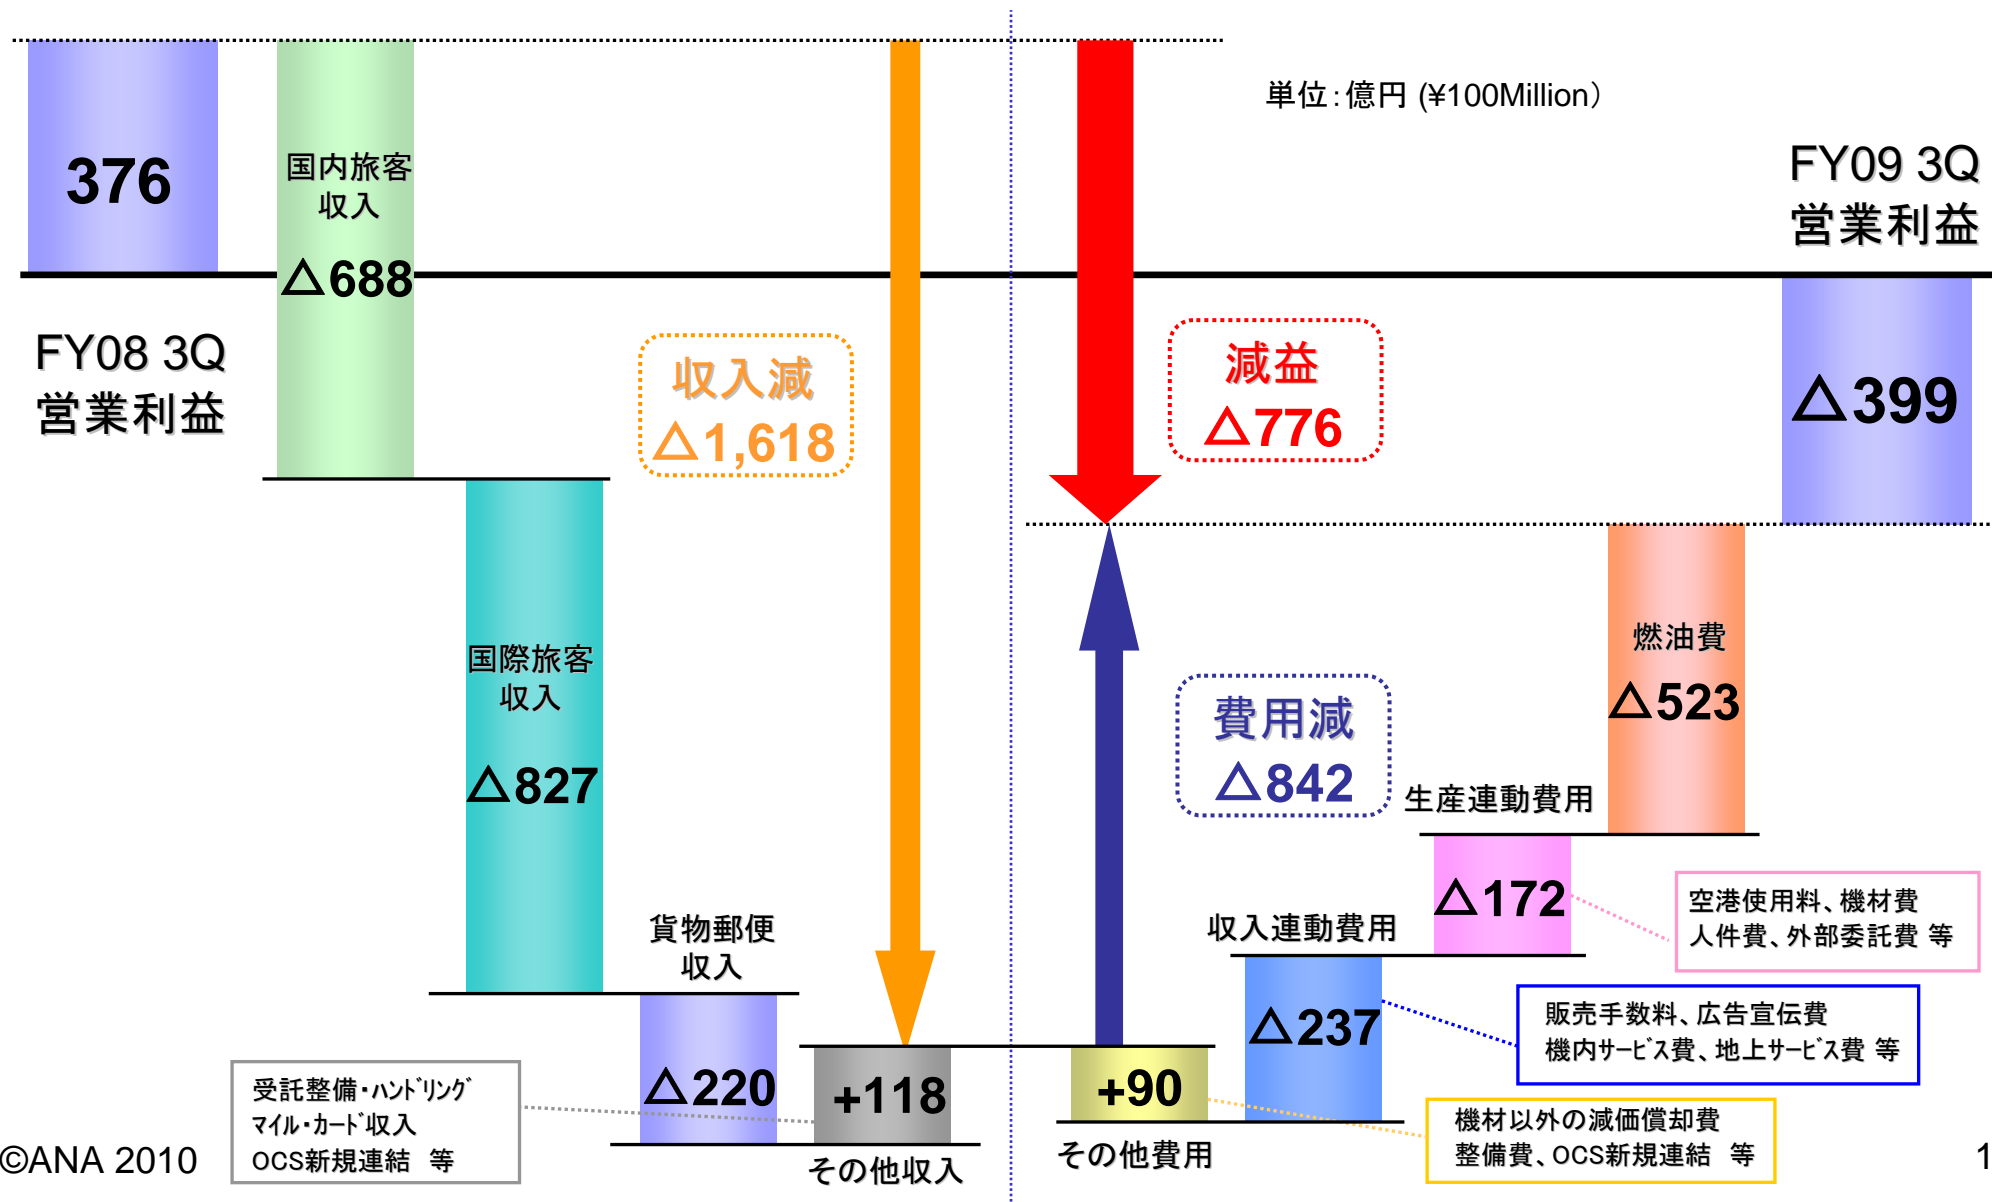 単位：億円 (¥100Million）
376
FY08 3Q
営業利益
国内旅客
収入
△688
国際旅客
収入
△827
貨物郵便
収入
△220
+118
その他収入
受託整備・ﾊﾝﾄﾞﾘﾝｸﾞ
ﾏｲﾙ・ｶｰﾄﾞ収入
OCS新規連結　等
収入減
△1,618
減益
△776
費用減
△842
+90
その他費用
機材以外の減価償却費
整備費、OCS新規連結　等
収入連動費用
△237
販売手数料、広告宣伝費
機内ｻｰﾋﾞｽ費、地上ｻｰﾋﾞｽ費 等
生産連動費用
△172
空港使用料、機材費
人件費、外部委託費 等
燃油費
△523
FY09 3Q
営業利益
△399
©ANA 2010
1